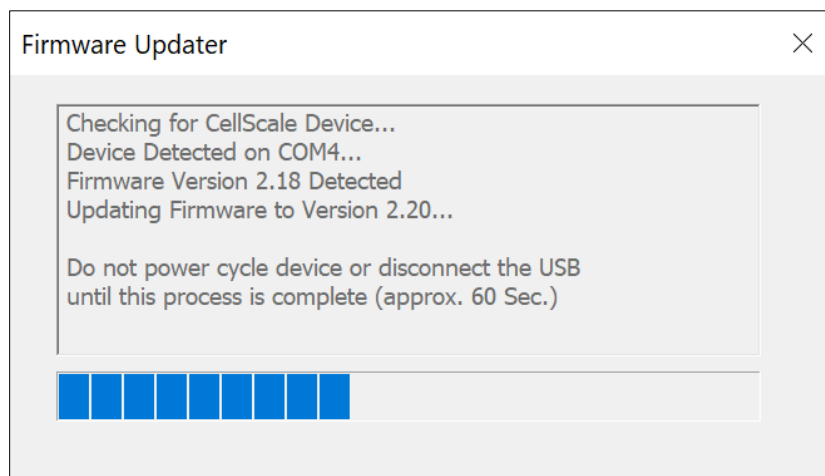 Firmware Updater
Checking for CellScale Device...
Device Detected on COM4...
Firmware Version 2.18 Detected
Updating Firmware to Version 2.20...
Do not power cycle device or disconnect the USB
until this process is complete (approx. 60 Sec.)